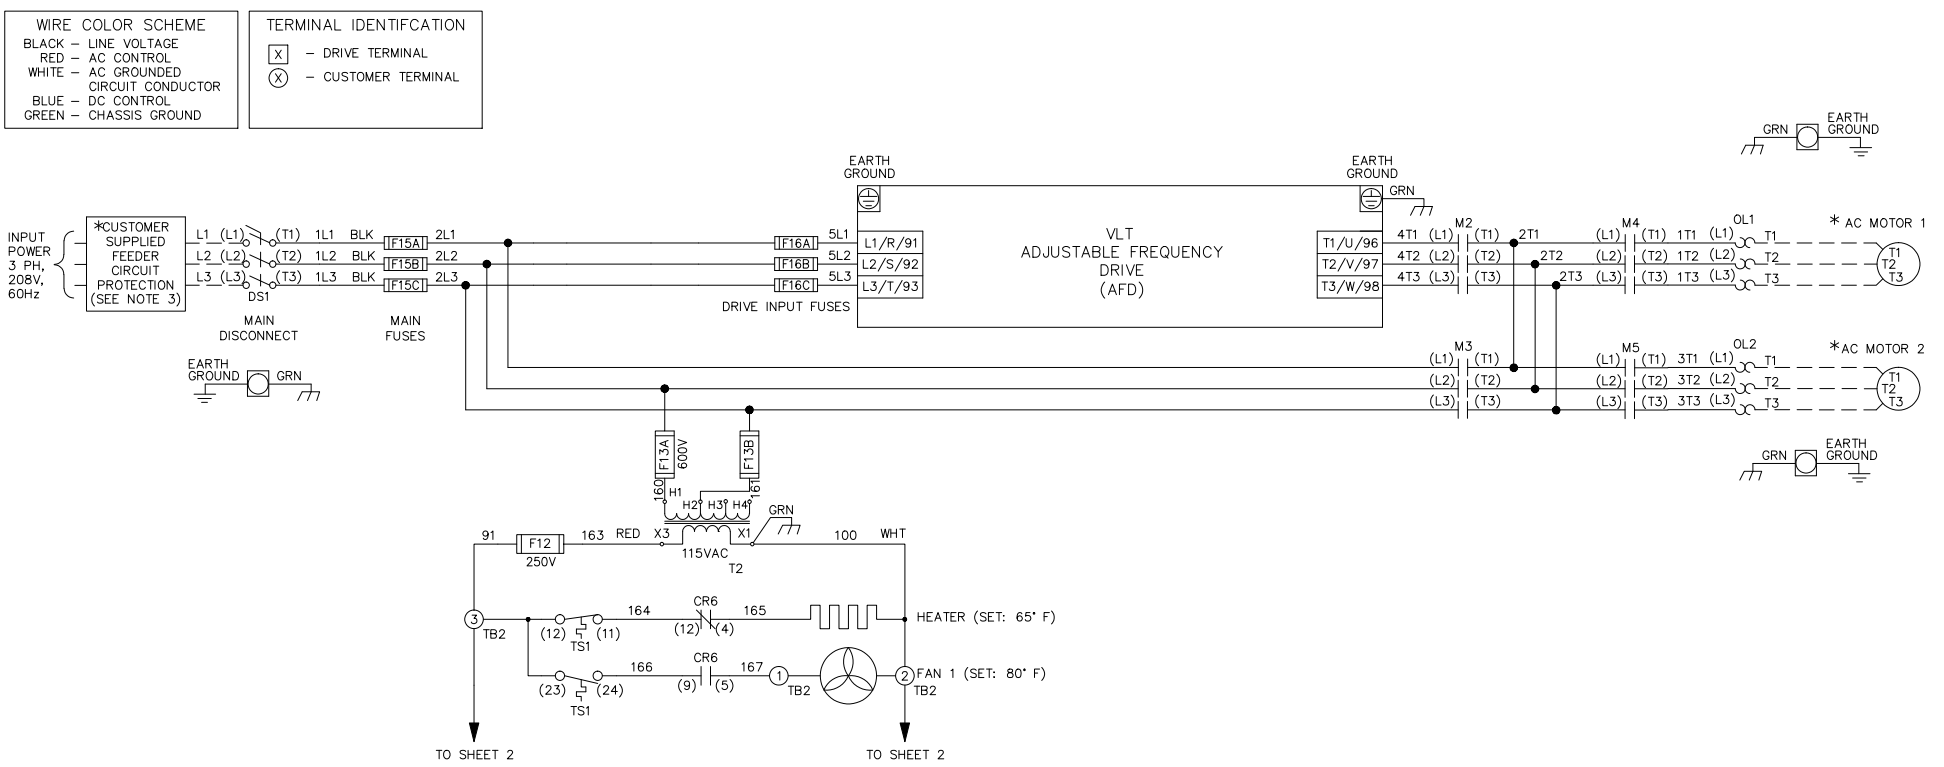 WIRE COLOR SCHEME
BLACK – LINE VOLTAGE
RED – AC CONTROL
WHITE – AC GROUNDED
CIRCUIT CONDUCTOR
BLUE – DC CONTROL
GREEN – CHASSIS GROUND
TERMINAL IDENTIFCATION
X – DRIVE TERMINAL
X – CUSTOMER TERMINAL
INPUT
POWER
3 PH,
208V,
60Hz
*CUSTOMER
SUPPLIED
FEEDER
CIRCUIT
PROTECTION
(SEE NOTE 3)
L1 (L1) (T1) 1L1 BLK F15A 2L1
L2 (L2) (T2) 1L2 BLK F15B 2L2
L3 (L3) (T3) 1L3 BLK F15C 2L3
DS1
MAIN
DISCONNECT
MAIN
FUSES
EARTH
GROUND
GRN
F16A 5L1
F16B 5L2
F16C 5L3
DRIVE INPUT FUSES
EARTH
GROUND
L1/R/91
L2/S/92
L3/T/93
VLT
ADJUSTABLE FREQUENCY
DRIVE
(AFD)
EARTH
GROUND
GRN
T1/U/96
T2/V/97
T3/W/98
M2
4T1 (L1) (T1) 2T1
4T2 (L2) (T2) 2T2
4T3 (L3) (T3) 2T3
M4
OL1
(L1) (T1) 1T1 (L1) T1
(L2) (T2) 1T2 (L2) T2
(L3) (T3) 1T3 (L3) T3
* AC MOTOR 1
T1
T2
T3
GRN
EARTH
GROUND
M3
(L1) (T1)
(L2) (T2)
(L3) (T3)
M5
OL2
(L1) (T1) 3T1 (L1) T1
(L2) (T2) 3T2 (L2) T2
(L3) (T3) 3T3 (L3) T3
*AC MOTOR 2
T1
T2
T3
GRN
EARTH
GROUND
F13A
600V
F13B
160
161
H1
H2 H3 H4
GRN
91 F12 163 RED X3 X1 100 WHT
250V
115VAC
T2
3
TB2
(12) (11)
TS1
164
CR6
(12) (4)
165
HEATER (SET: 65° F)
(23) (24)
TS1
166
CR6
(9) (5)
167
1
TB2
2
TB2
FAN 1 (SET: 80° F)
TO SHEET 2
TO SHEET 2